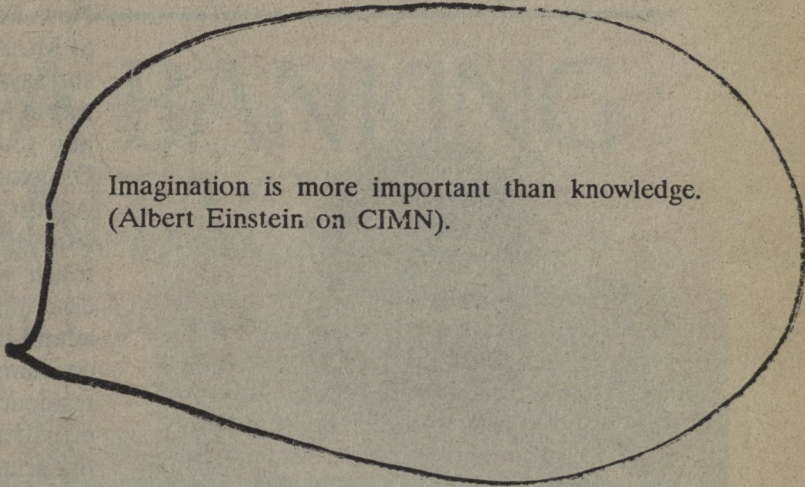 Imagination is more important than knowledge.
(Albert Einstein on CIMN).